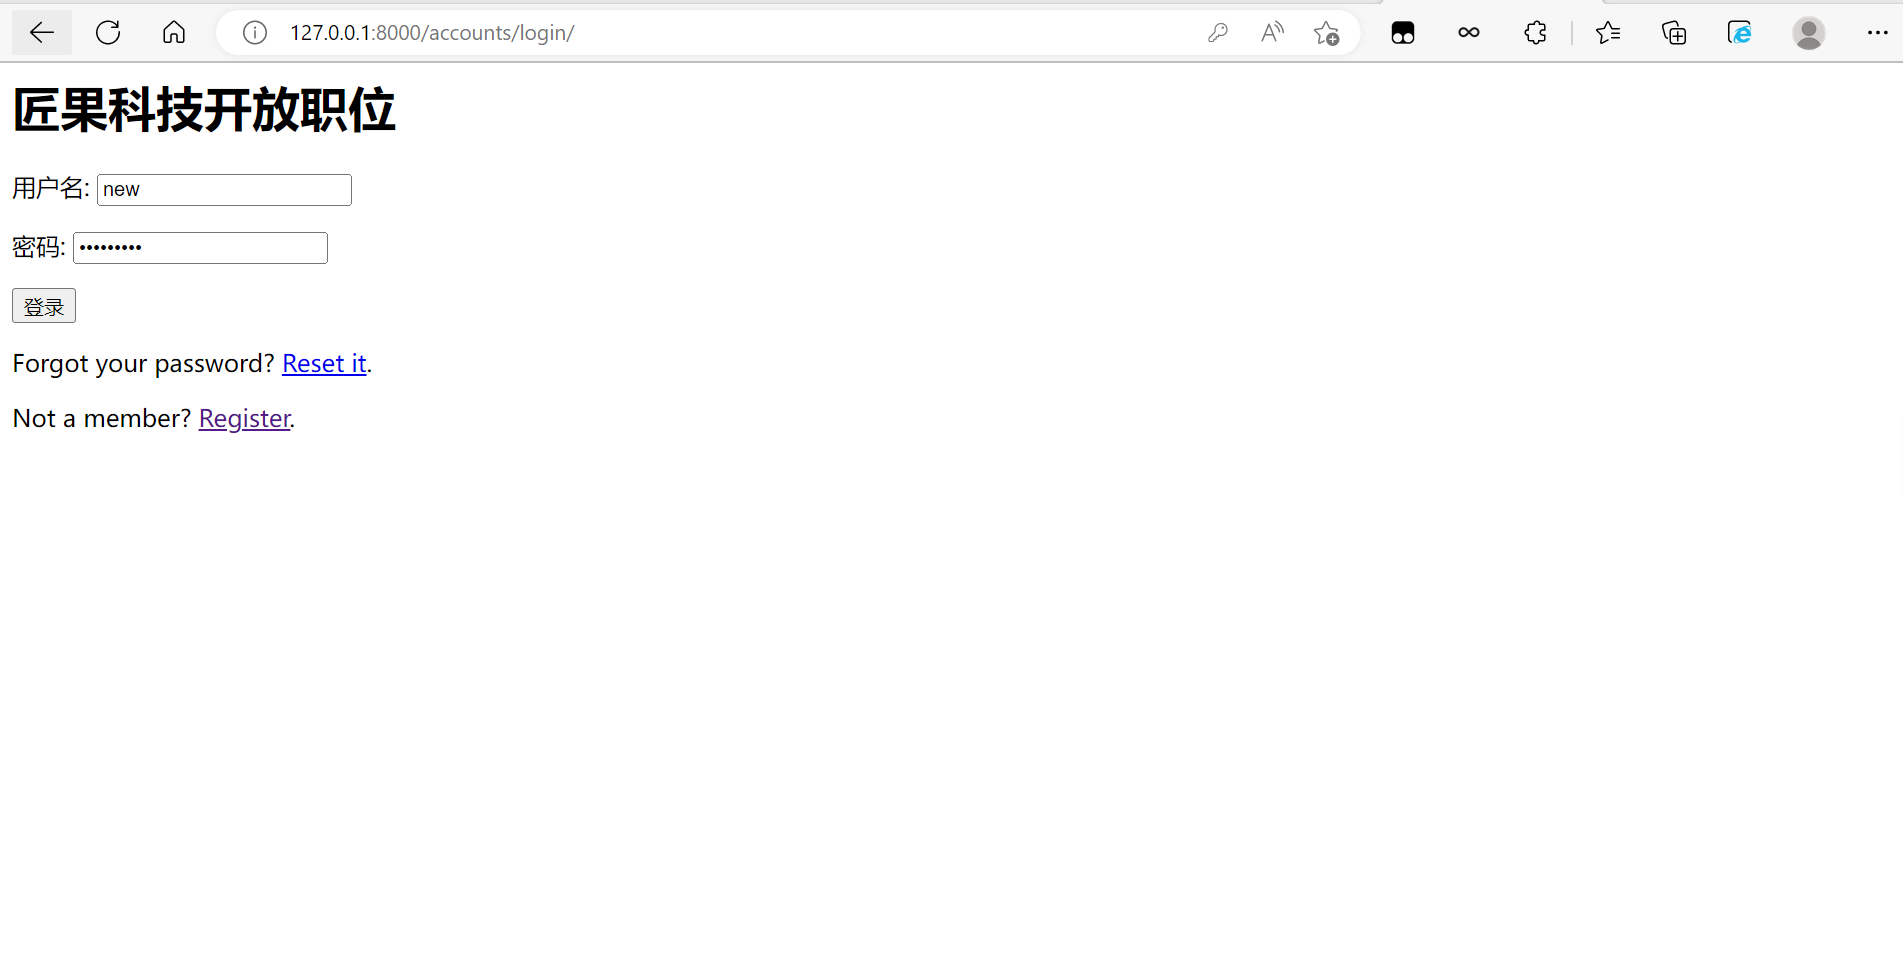 127.0.0.1:8000/accounts/login/
匠果科技开放职位
用户名: new
密码: •••••••••
登录
Forgot your password? Reset it.
Not a member? Register.